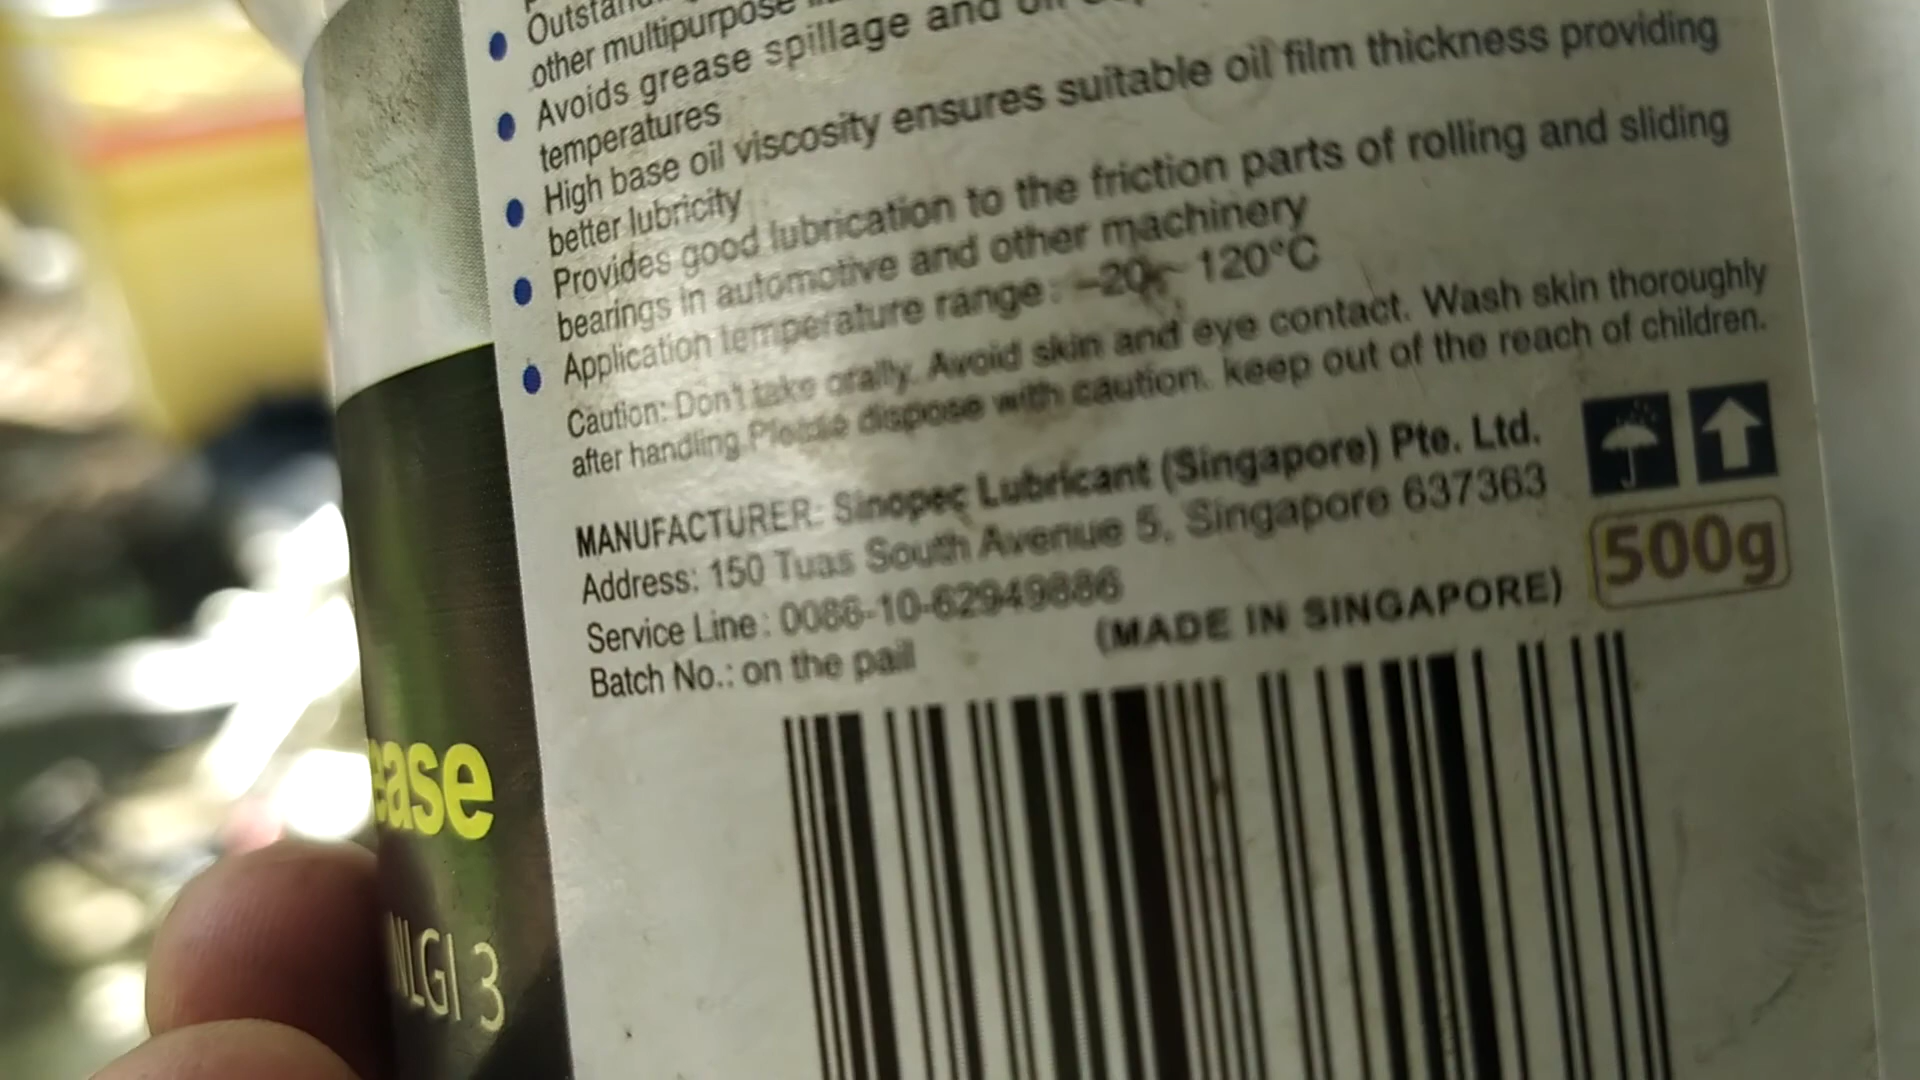 other multipurpose
Avoids grease spillage and
temperatures
High base oil viscosity ensures suitable oil film thickness providing
better lubricity
Provides good lubrication to the friction parts of rolling and sliding
bearings in automotive and other machinery
Application temperature range: -20~ 120°C
Caution: Don't take orally. Avoid skin and eye contact. Wash skin thoroughly
after handling. Please dispose with caution. keep out of the reach of children.
MANUFACTURER: Sinopec Lubricant (Singapore) Pte. Ltd.
Address: 150 Tuas South Avenue 5, Singapore 637363
Service Line: 0086-10-62949886
Batch No.: on the pail
(MADE IN SINGAPORE)
500g
ease
NLGI 3